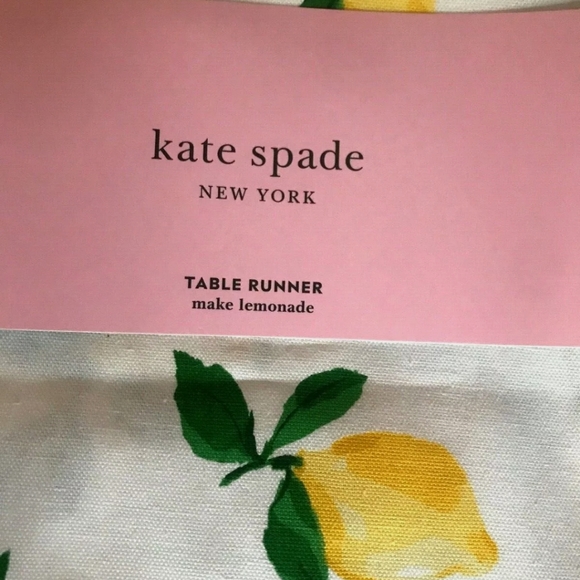 kate spade
NEW YORK
TABLE RUNNER
make lemonade